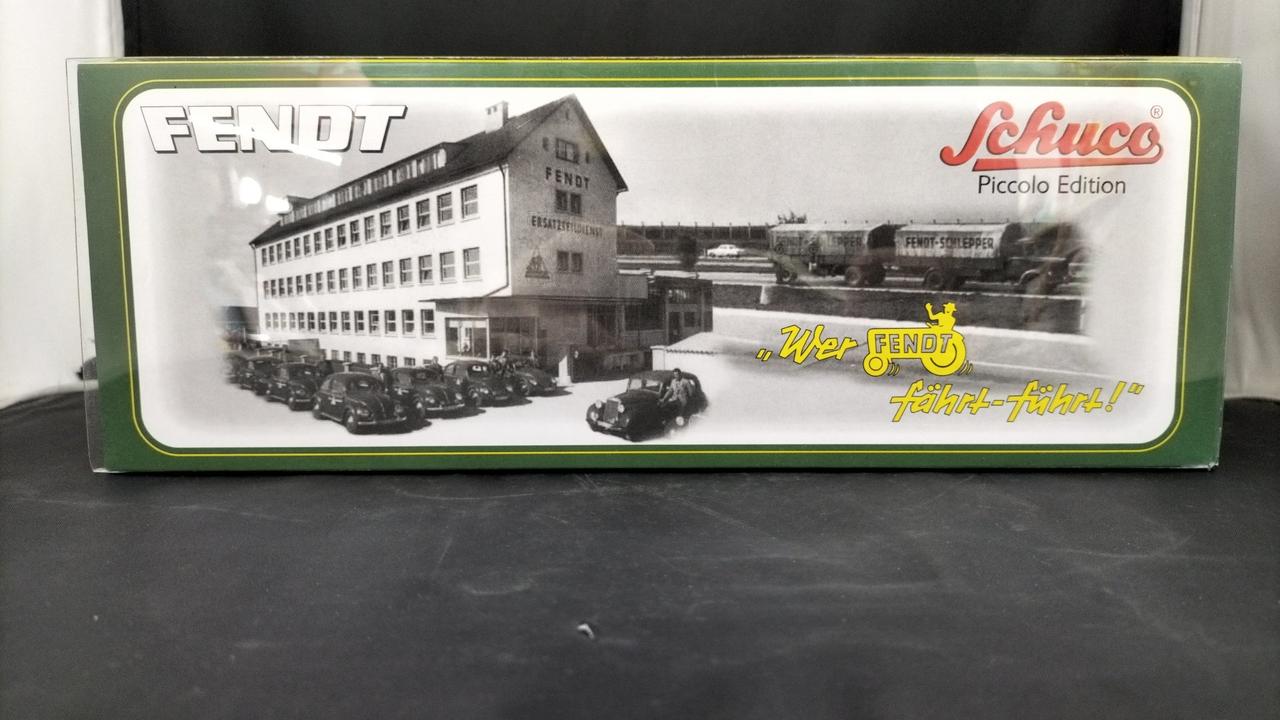 FENDT
Schuco®
Piccolo Edition
FENDT
ERSATZTEILDIENST
FENDT-SCHLEPPER
„Wer FENDT
fährt-führt!"